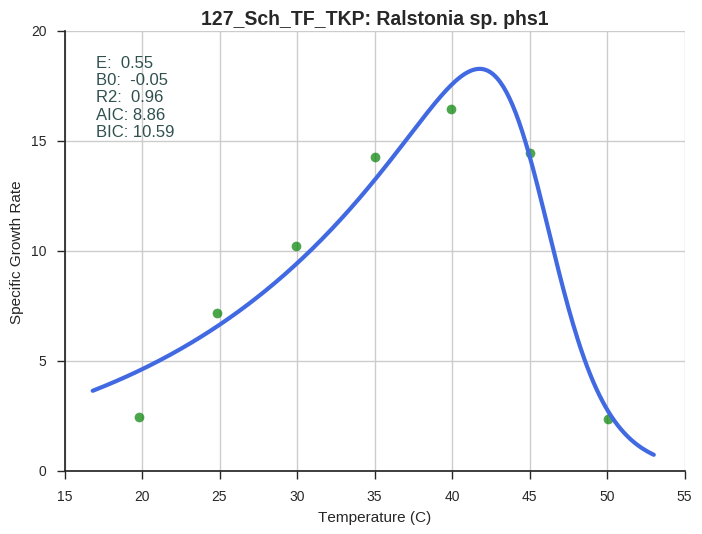 127_Sch_TF_TKP: Ralstonia sp. phs1
E:  0.55
B0:  -0.05
R2:  0.96
AIC: 8.86
BIC: 10.59
Specific Growth Rate
20
15
10
5
0
15 20 25 30 35 40 45 50 55
Temperature (C)